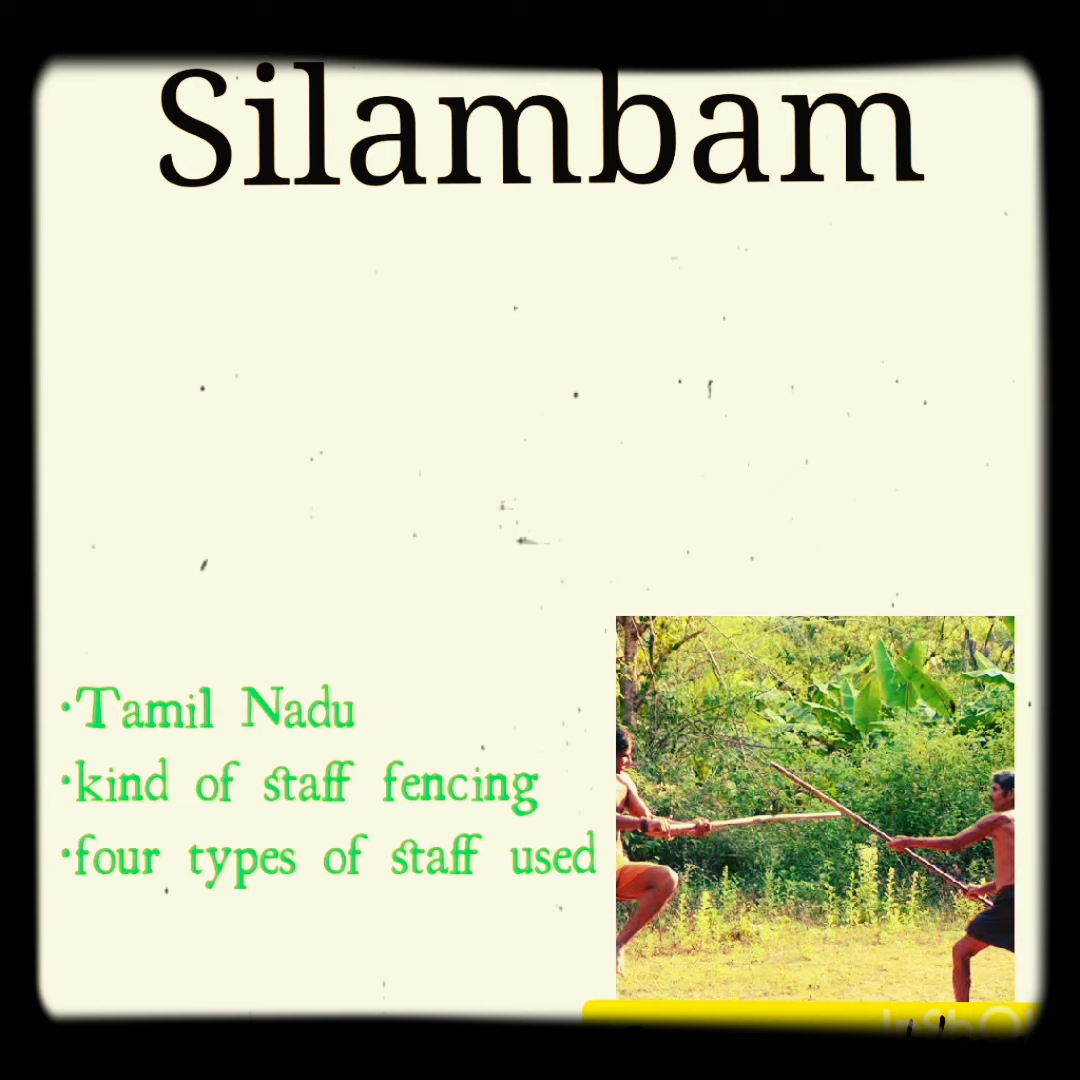 Silambam
·Tamil Nadu
·kind of staff fencing
·four types of staff used